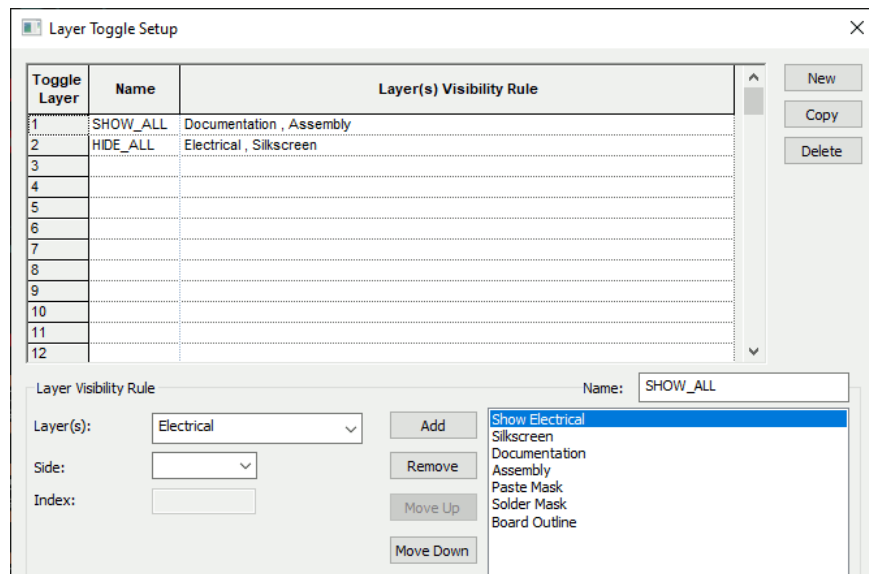 Layer Toggle Setup
Toggle Layer Name Layer(s) Visibility Rule
New
Copy
Delete
1 SHOW_ALL Documentation , Assembly
2 HIDE_ALL Electrical , Silkscreen
3
4
5
6
7
8
9
10
11
12
Layer Visibility Rule
Name: SHOW_ALL
Layer(s): Electrical
Side:
Index:
Add
Remove
Move Up
Move Down
Show Electrical
Silkscreen
Documentation
Assembly
Paste Mask
Solder Mask
Board Outline